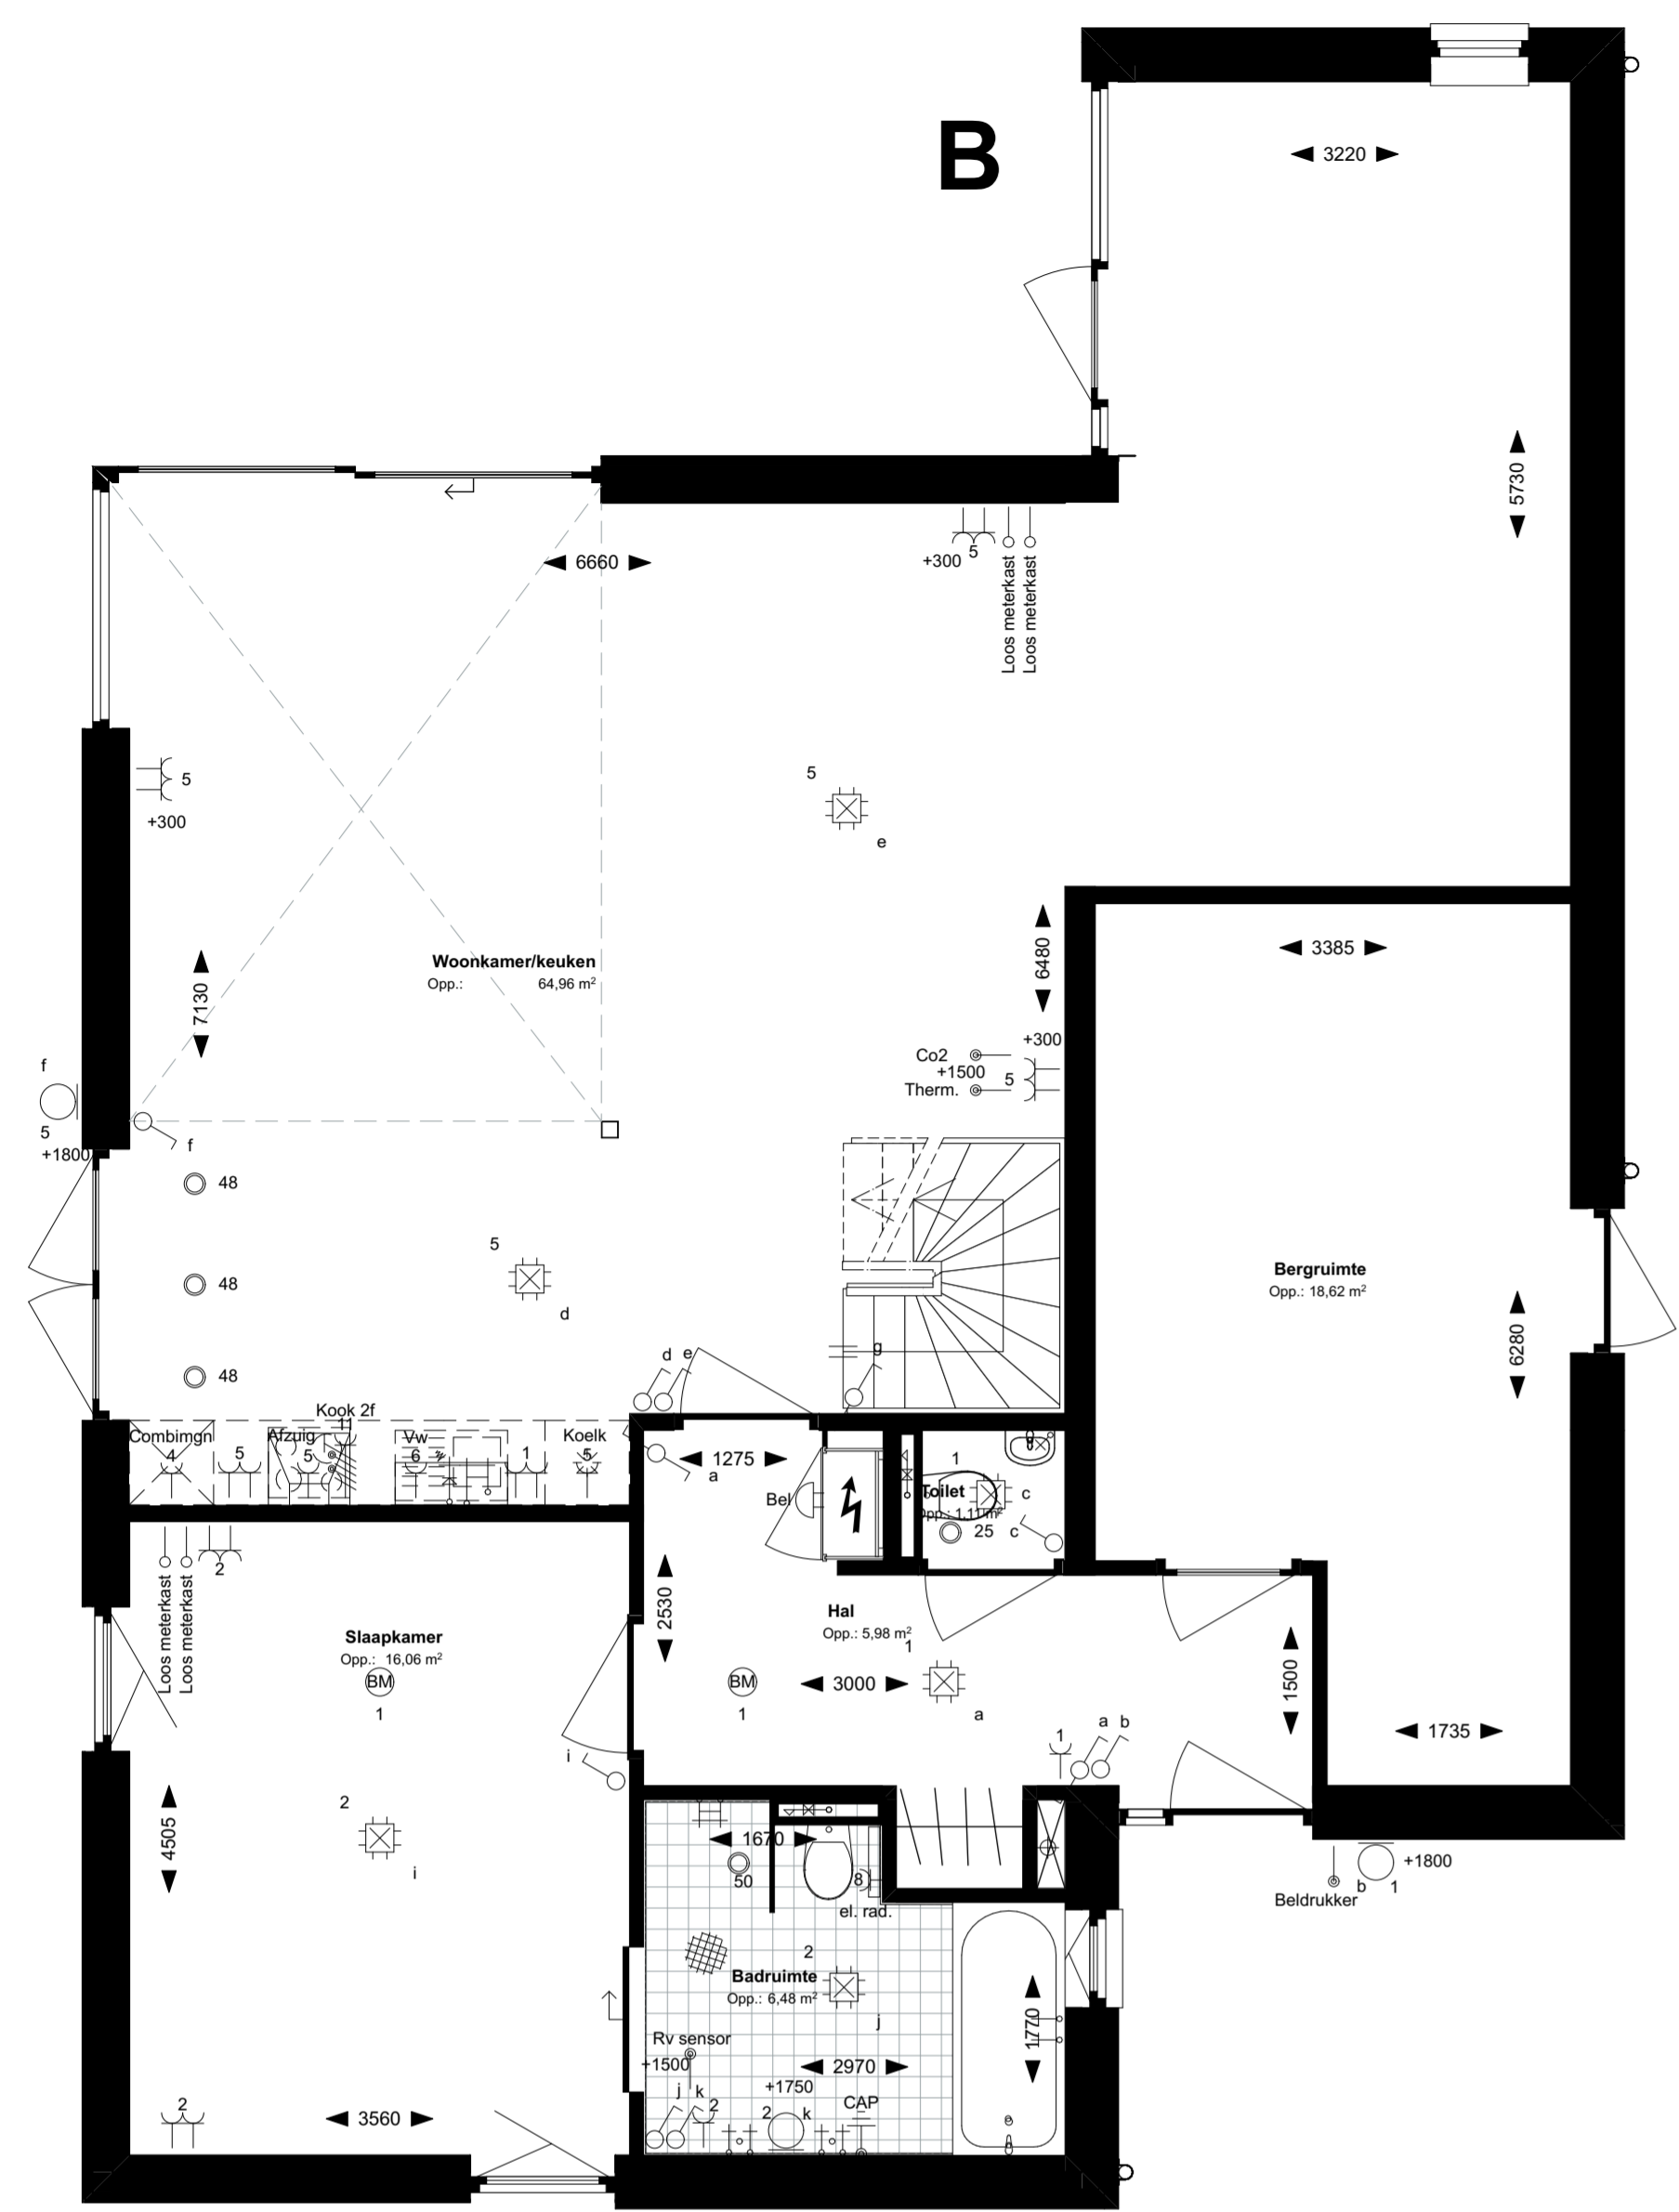 B
3220
5730
6660
5
+300
Loos meterkast
Loos meterkast
5
+300
5
e
3385
6480
Woonkamer/keuken
Opp.: 64,96 m²
7130
+300
Co2
+1500
5
Therm.
f
5
+1800
f
48
5
48
d
Bergruimte
Opp.: 18,62 m²
6280
48
d e
g
Kook 2f
11
Combimgn
4
5
Afzuig
5
Vw
6
1
Koelk
5
1275
a
Bel
1
Toilet
Opp.: 1,11 m²
c
25
c
2
Loos meterkast
Loos meterkast
2530
Hal
Opp.: 5,98 m²
1
Slaapkamer
Opp.: 16,06 m²
BM
1
BM
1
3000
a
1500
1735
i
1
a b
4505
2
i
1670
50
8
el. rad.
+1800
b
1
Beldrukker
2
Badruimte
Opp.: 6,48 m²
j
1770
Rv sensor
+1500
2970
j k
2
+1750
2
k
CAP
2
3560